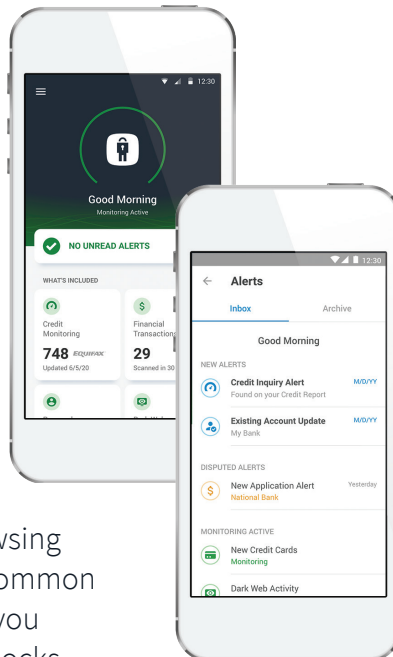 12:30
Good Morning
Monitoring Active
NO UNREAD ALERTS
WHAT'S INCLUDED
Credit
Monitoring
748 EQUIFAX
Updated 6/5/20
Financial
Transaction
29
Scanned in 30
12:30
Alerts
Inbox Archive
Good Morning
NEW ALERTS
Credit Inquiry Alert M/D/YY
Found on your Credit Report
Existing Account Update M/D/YY
My Bank
DISPUTED ALERTS
New Application Alert Yesterday
National Bank
MONITORING ACTIVE
New Credit Cards
Monitoring
Dark Web Activity
wsing
ommon
you